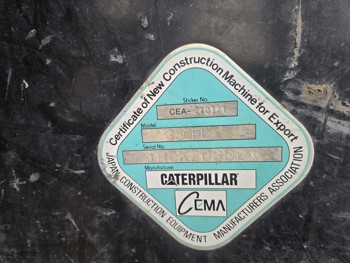 Certificate of New Construction Machine for Export
Sticker No.
CEA-
Model
Serial No.
Manufacturer
CATERPILLAR
CEMA
JAPAN CONSTRUCTION EQUIPMENT MANUFACTURERS ASSOCIATION